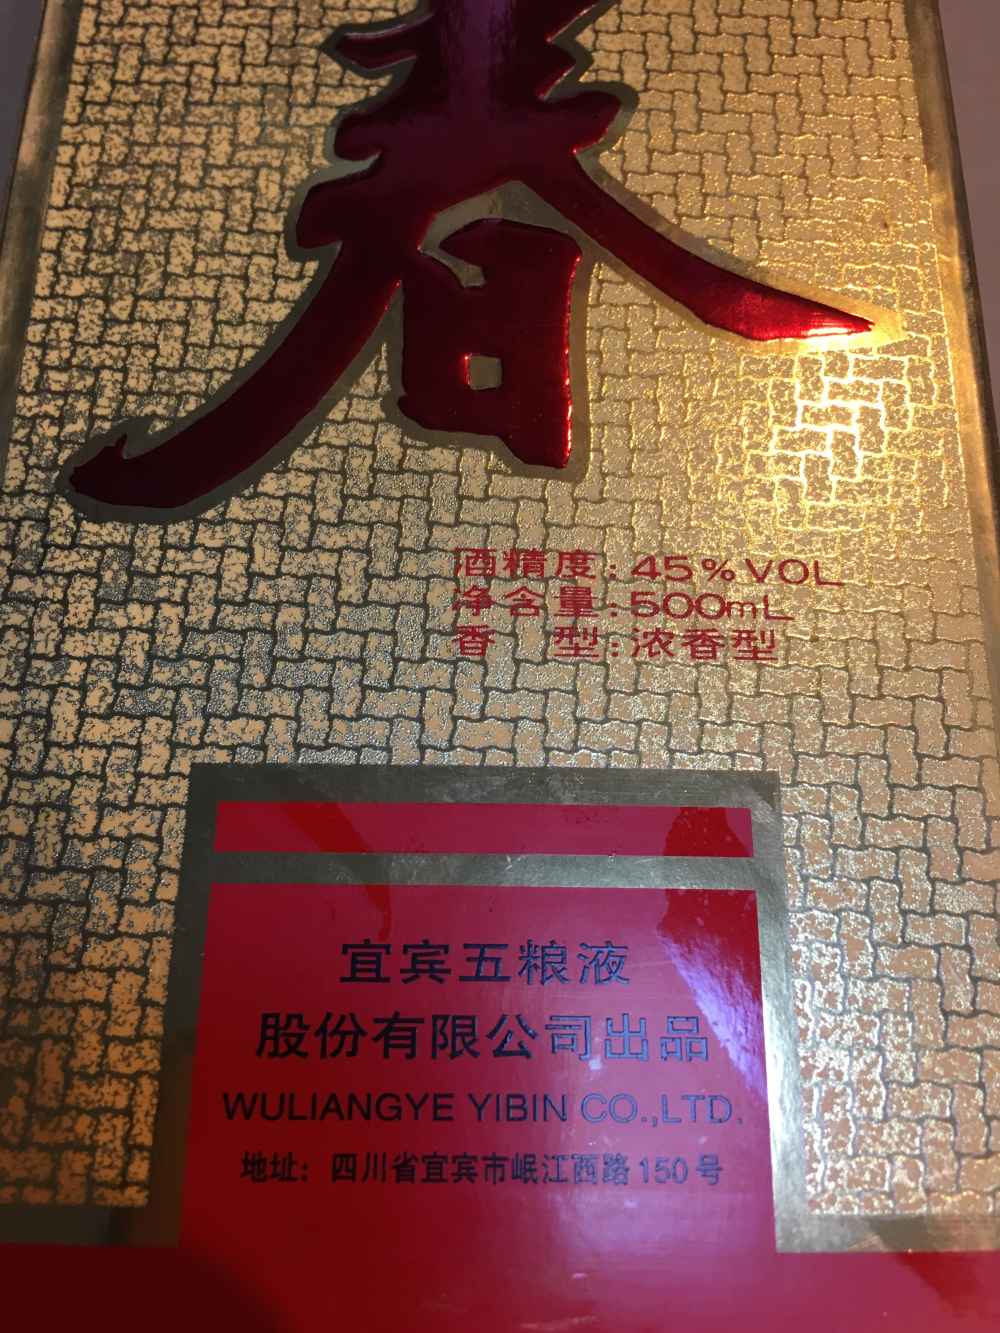 春
酒精度:45%VOL
净含量:500mL
香 型:浓香型
宜宾五粮液
股份有限公司出品
WULIANGYE YIBIN CO.,LTD.
地址：四川省宜宾市岷江西路150号